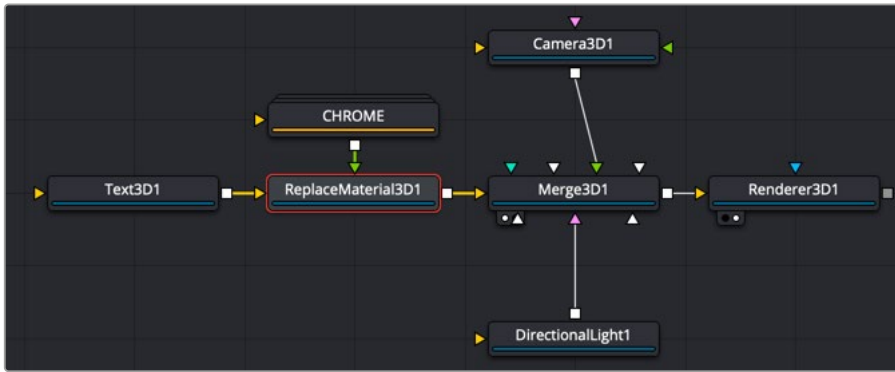 Camera3D1
CHROME
Text3D1
ReplaceMaterial3D1
Merge3D1
Renderer3D1
DirectionalLight1